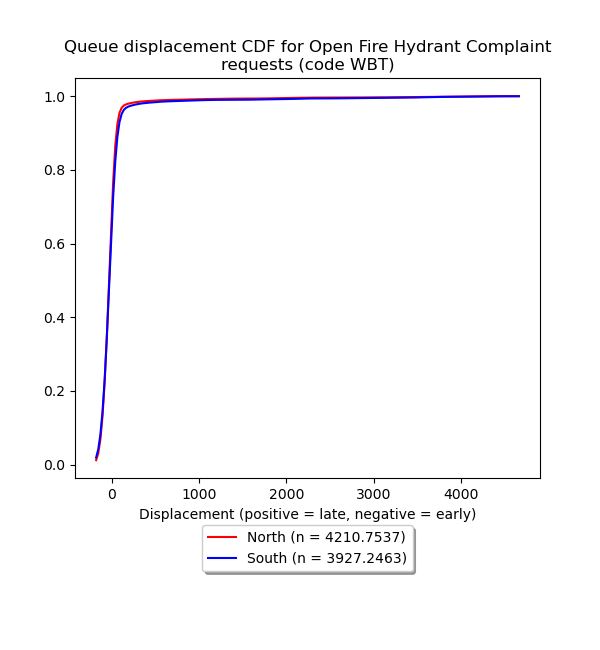 Queue displacement CDF for Open Fire Hydrant Complaint
requests (code WBT)
1.0
0.8
0.6
0.4
0.2
0.0
0 1000 2000 3000 4000
Displacement (positive = late, negative = early)
North (n = 4210.7537)
South (n = 3927.2463)